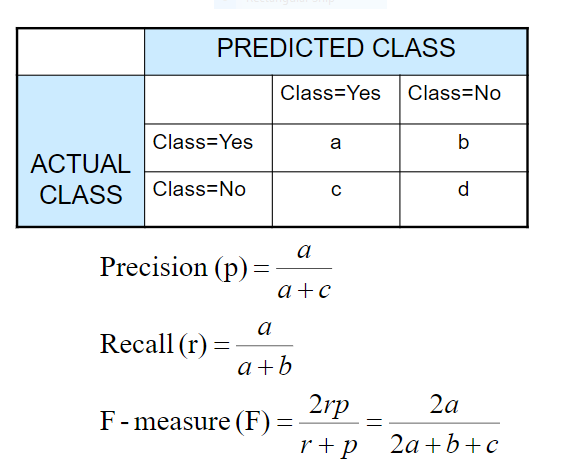 PREDICTED CLASS
Class=Yes Class=No
ACTUAL CLASS
Class=Yes a b
Class=No c d
Precision (p) = a / a + c
Recall (r) = a / a + b
F - measure (F) = 2rp / r + p = 2a / 2a + b + c